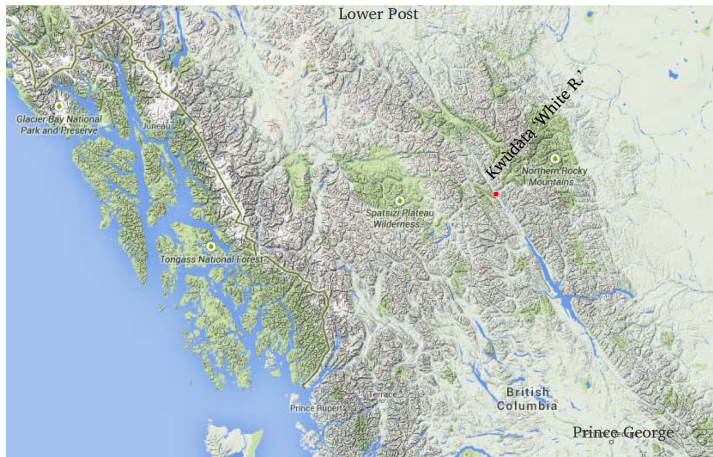 Lower Post
Kwudata ‘White R.’
Glacier Bay National
Park and Preserve
Juneau
Northern Rocky
Mountains
Spatsizi Plateau
Wilderness
Tongass National Forest
Prince Rupert
Terrace
British
Columbia
Prince George